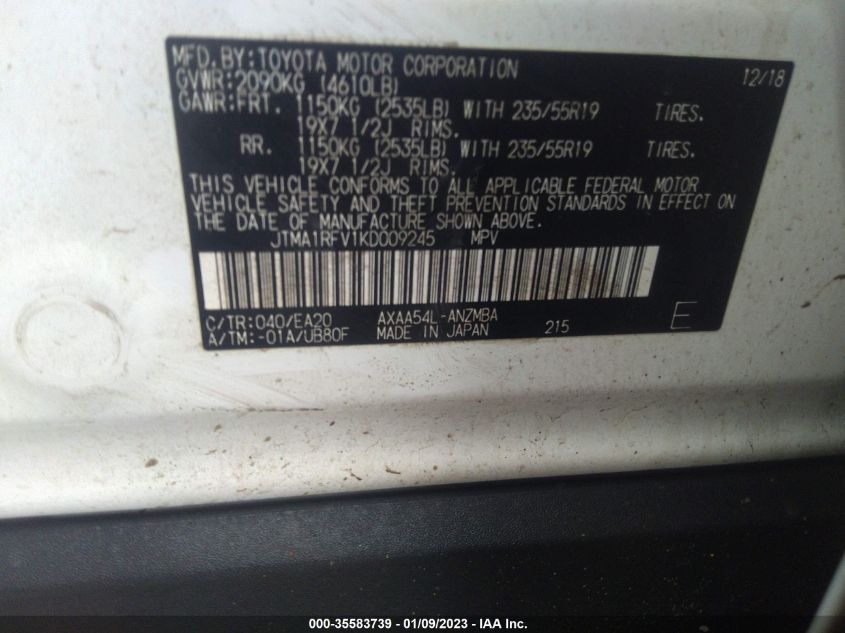 MFD.BY:TOYOTA MOTOR CORPORATION 12/18
GVWR:2090KG (4610LB)
GAWR:FRT. 1150KG (2535LB) WITH 235/55R19 TIRES.
19X7 1/2J RIMS.
RR. 1150KG (2535LB) WITH 235/55R19 TIRES.
19X7 1/2J RIMS.
THIS VEHICLE CONFORMS TO ALL APPLICABLE FEDERAL MOTOR
VEHICLE SAFETY AND THEFT PREVENTION STANDARDS IN EFFECT ON
THE DATE OF MANUFACTURE SHOWN ABOVE.
JTMA1RFV1KD009245 MPV
C/TR:040/EA20 AXAA54L-ANZMBA
A/TM:-01A/UB80F MADE IN JAPAN 215 E
000-35583739 - 01/09/2023 - IAA Inc.